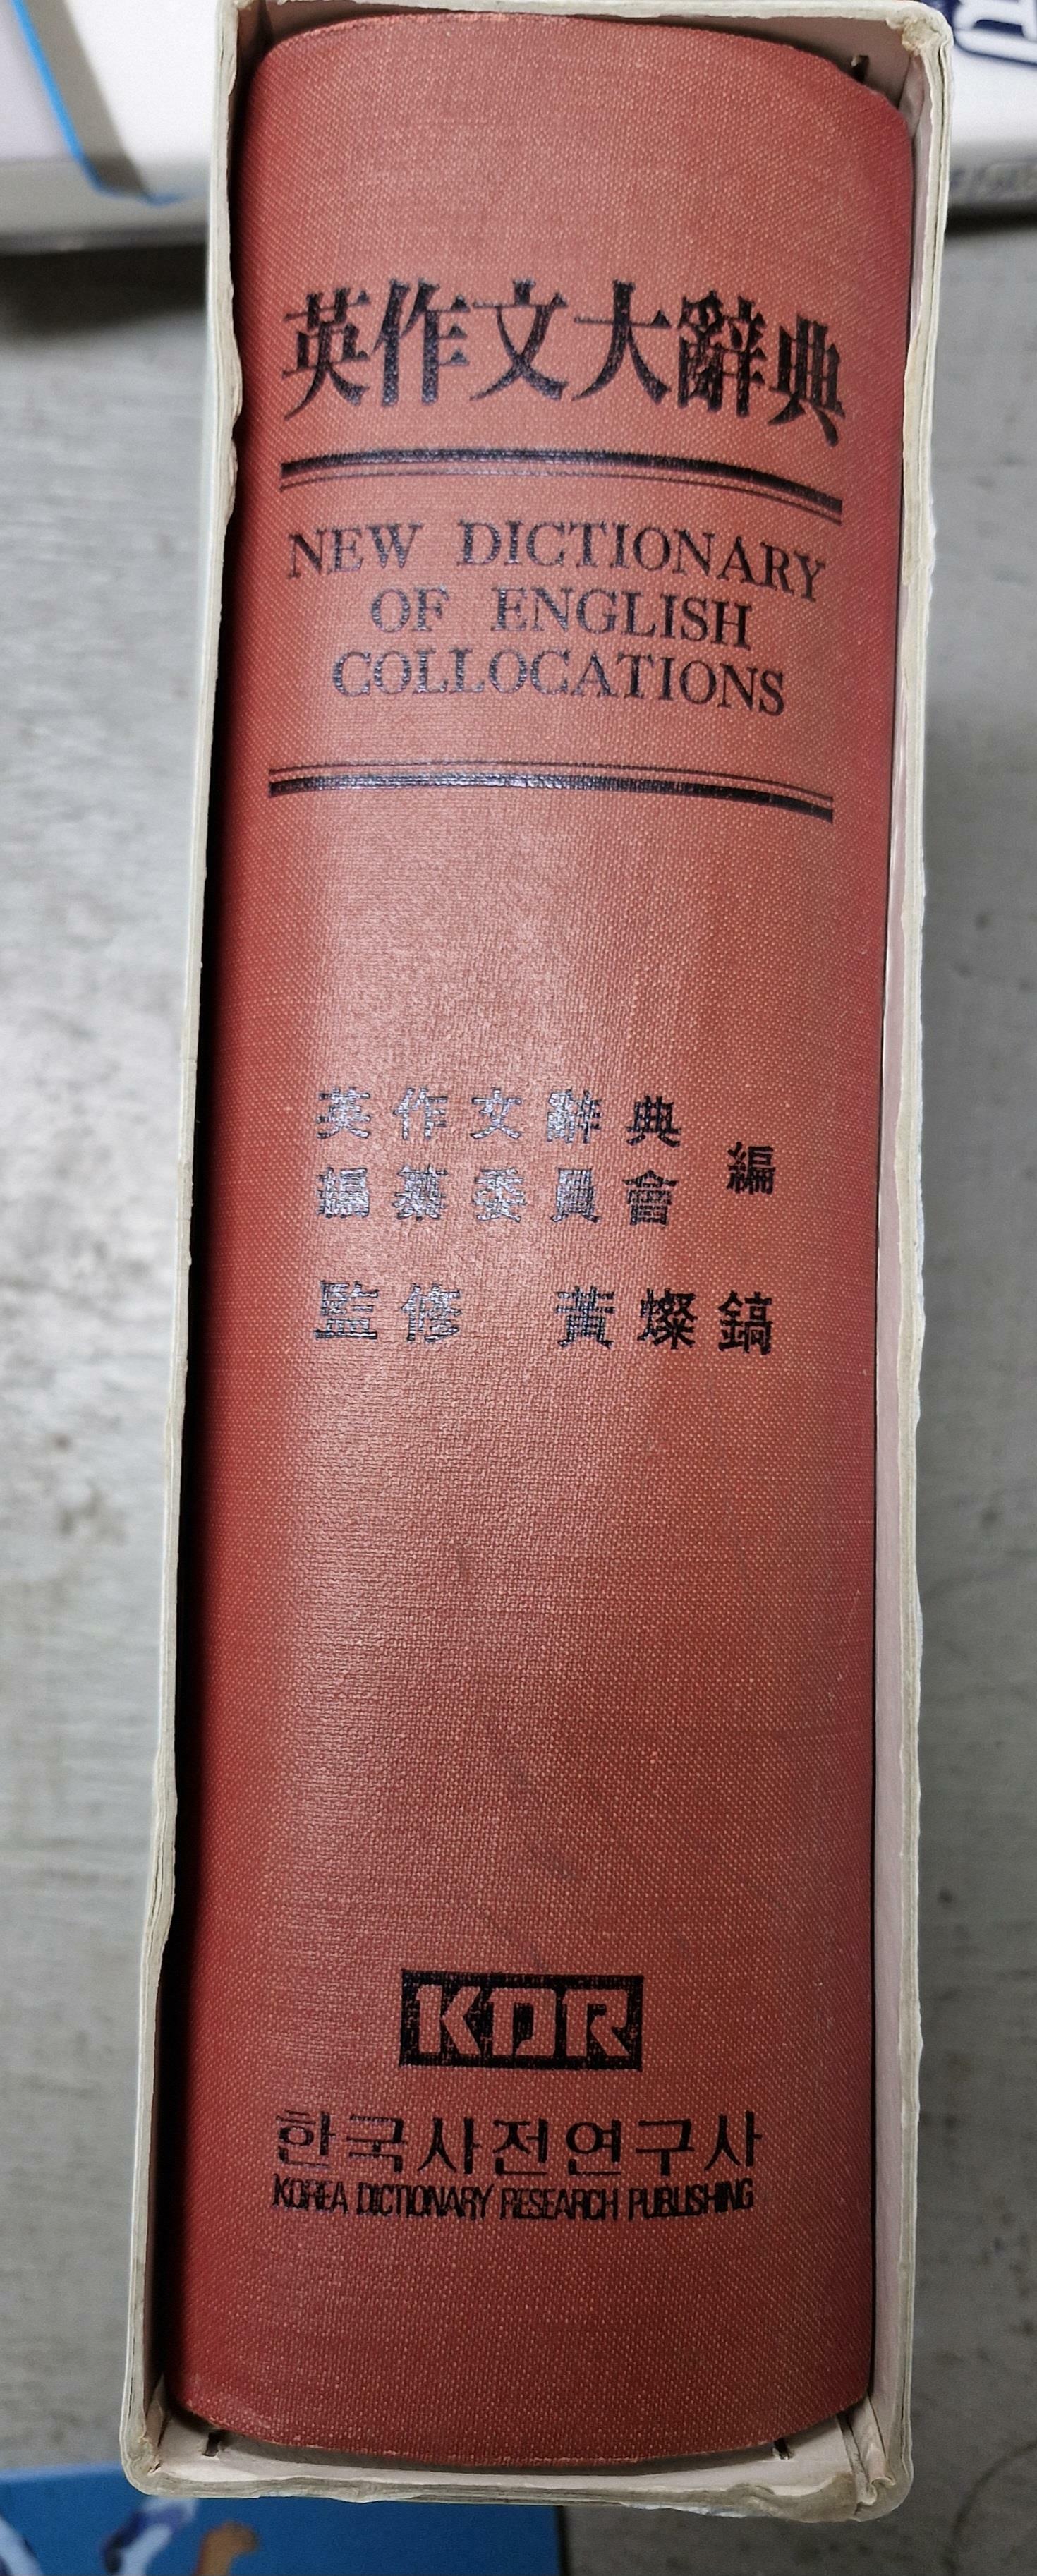 英作文大辭典
NEW DICTIONARY
OF ENGLISH
COLLOCATIONS
英作文辭典
編纂委員會 編
監修 黃燦鎬
KDR
한국사전연구사
KOREA DICTIONARY RESEARCH PUBLISHING